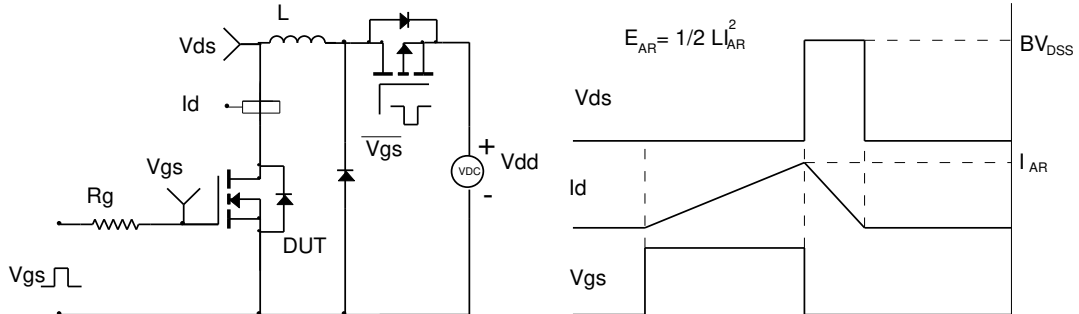 L
Vds
Id
Vgs
Vgs
+
VDC
Vdd
-
Rg
DUT
Vgs
E_AR = 1/2 LI_AR^2
BV_DSS
Vds
I_AR
Id
Vgs